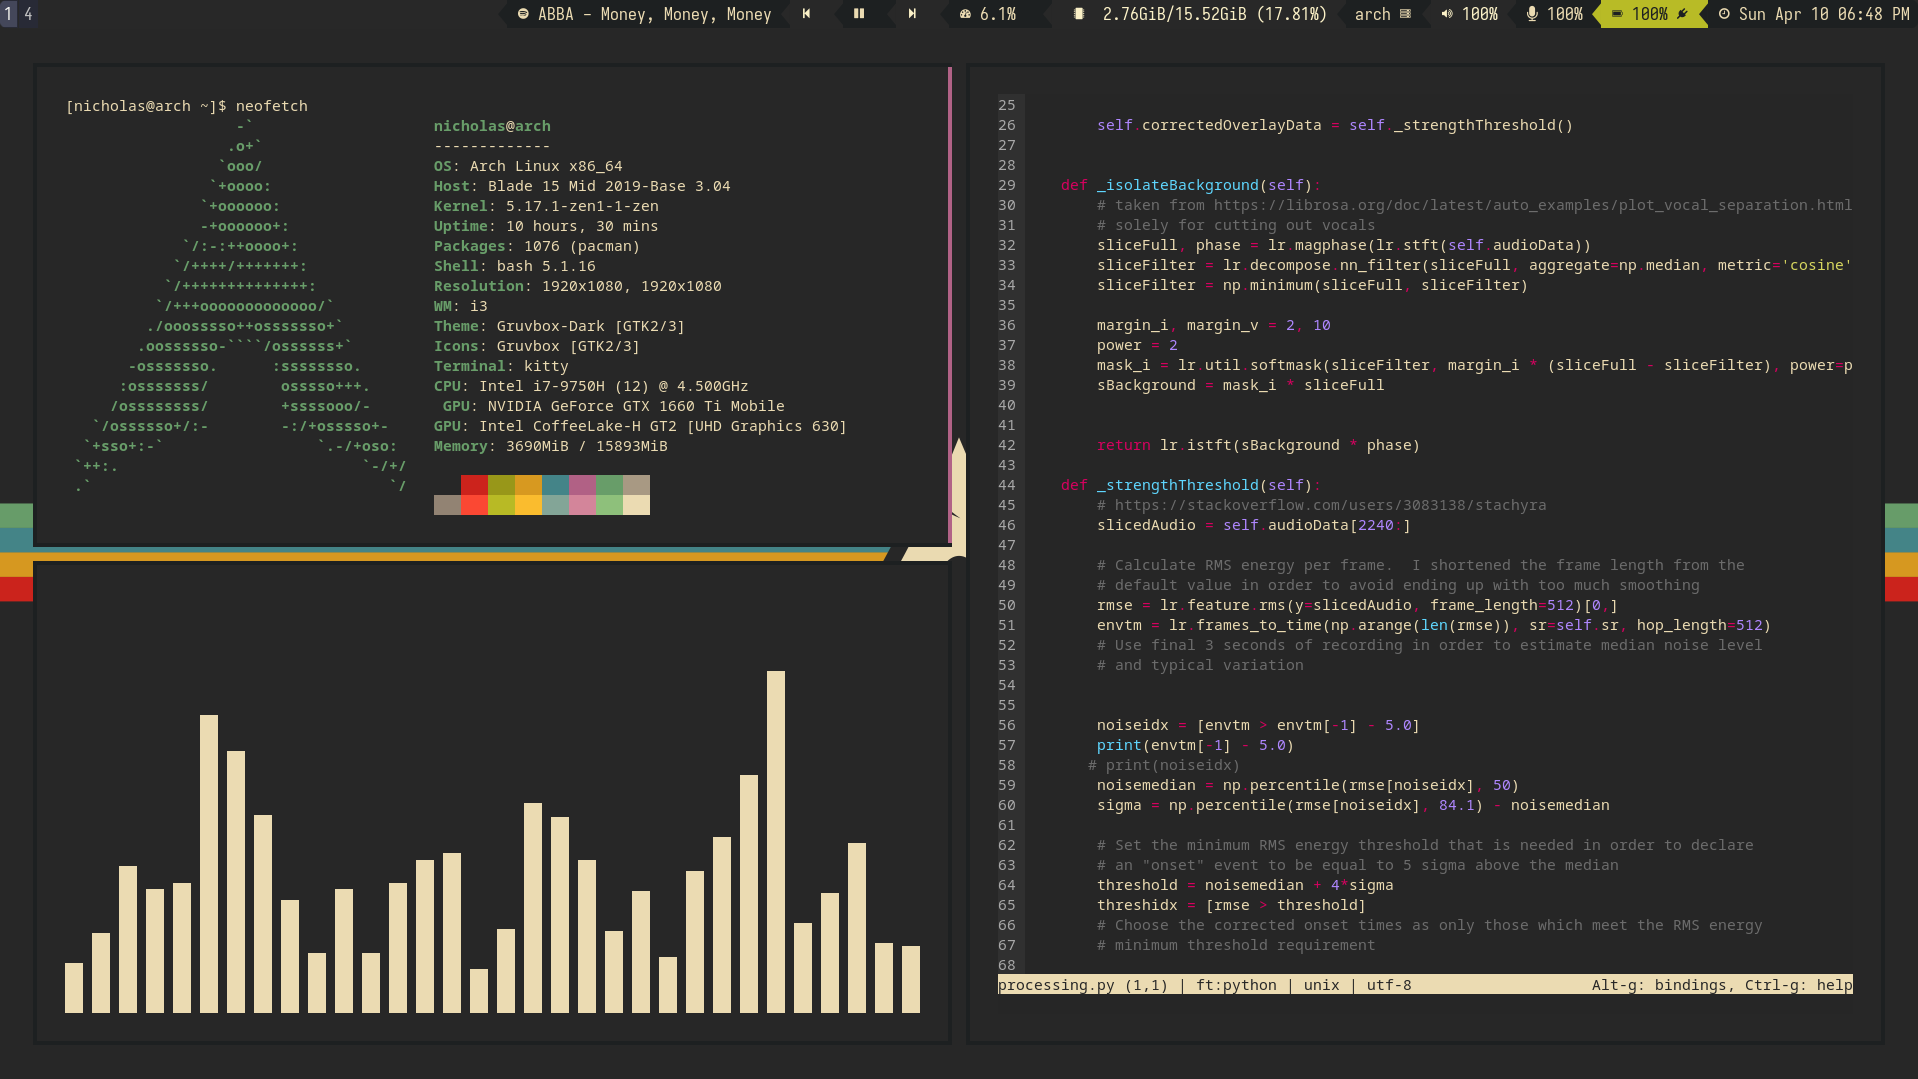 1 4 ABBA - Money, Money, Money 6.1% 2.76GiB/15.52GiB (17.81%) arch 100% 100% 100% Sun Apr 10 06:48 PM
[nicholas@arch ~]$ neofetch
-` nicholas@arch
.o+` -------------
`ooo/ OS: Arch Linux x86_64
`+oooo: Host: Blade 15 Mid 2019-Base 3.04
`+oooooo: Kernel: 5.17.1-zen1-1-zen
-+oooooo+: Uptime: 10 hours, 30 mins
`/:-:++oooo+: Packages: 1076 (pacman)
`/++++/+++++++: Shell: bash 5.1.16
`/++++++++++++++: Resolution: 1920x1080, 1920x1080
`/+++ooooooooooooo/` WM: i3
./ooosssso++osssssso+` Theme: Gruvbox-Dark [GTK2/3]
.oossssso-````/ossssss+` Icons: Gruvbox [GTK2/3]
-osssssso. :ssssssso. Terminal: kitty
:osssssss/ osssso+++. CPU: Intel i7-9750H (12) @ 4.500GHz
/ossssssss/ +ssssooo/- GPU: NVIDIA GeForce GTX 1660 Ti Mobile
`/ossssso+/:- -:/+osssso+- GPU: Intel CoffeeLake-H GT2 [UHD Graphics 630]
`+sso+:-` `.-/+oso: Memory: 3690MiB / 15893MiB
`++:. `-/+/
.` `/
25
26 self.correctedOverlayData = self._strengthThreshold()
27
28
29 def _isolateBackground(self):
30 # taken from https://librosa.org/doc/latest/auto_examples/plot_vocal_separation.html
31 # solely for cutting out vocals
32 sliceFull, phase = lr.magphase(lr.stft(self.audioData))
33 sliceFilter = lr.decompose.nn_filter(sliceFull, aggregate=np.median, metric='cosine'
34 sliceFilter = np.minimum(sliceFull, sliceFilter)
35
36 margin_i, margin_v = 2, 10
37 power = 2
38 mask_i = lr.util.softmask(sliceFilter, margin_i * (sliceFull - sliceFilter), power=p
39 sBackground = mask_i * sliceFull
40
41
42 return lr.istft(sBackground * phase)
43
44 def _strengthThreshold(self):
45 # https://stackoverflow.com/users/3083138/stachyra
46 slicedAudio = self.audioData[2240:]
47
48 # Calculate RMS energy per frame.  I shortened the frame length from the
49 # default value in order to avoid ending up with too much smoothing
50 rmse = lr.feature.rms(y=slicedAudio, frame_length=512)[0,]
51 envtm = lr.frames_to_time(np.arange(len(rmse)), sr=self.sr, hop_length=512)
52 # Use final 3 seconds of recording in order to estimate median noise level
53 # and typical variation
54
55
56 noiseidx = [envtm > envtm[-1] - 5.0]
57 print(envtm[-1] - 5.0)
58 # print(noiseidx)
59 noisemedian = np.percentile(rmse[noiseidx], 50)
60 sigma = np.percentile(rmse[noiseidx], 84.1) - noisemedian
61
62 # Set the minimum RMS energy threshold that is needed in order to declare
63 # an "onset" event to be equal to 5 sigma above the median
64 threshold = noisemedian + 4*sigma
65 threshidx = [rmse > threshold]
66 # Choose the corrected onset times as only those which meet the RMS energy
67 # minimum threshold requirement
68
processing.py (1,1) | ft:python | unix | utf-8 Alt-g: bindings, Ctrl-g: help